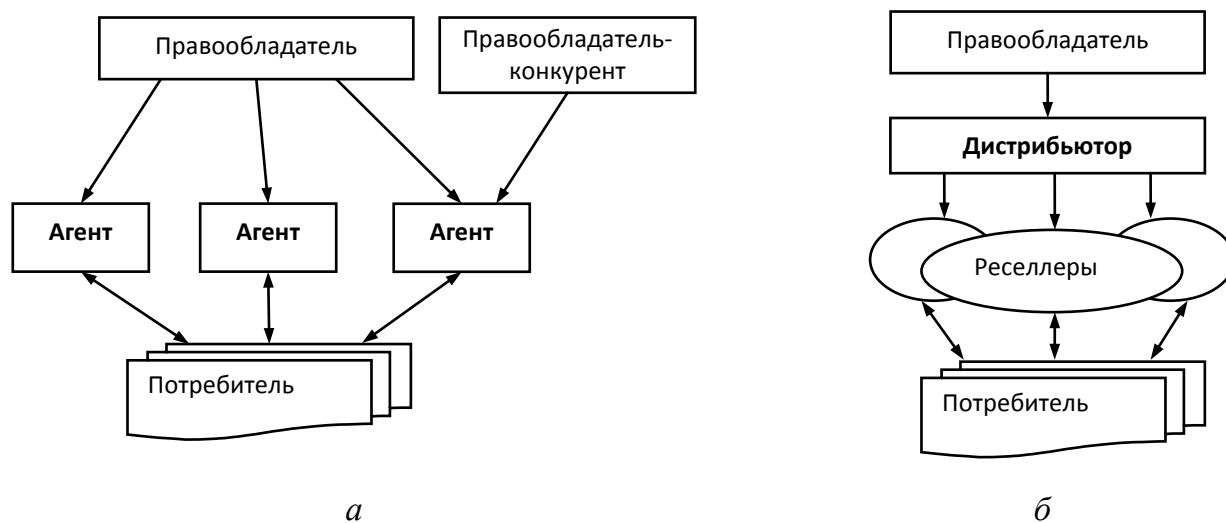 Правообладатель
Правообладатель-
конкурент
Агент
Агент
Агент
Потребитель
а
Правообладатель
Дистрибьютор
Реселлеры
Потребитель
б